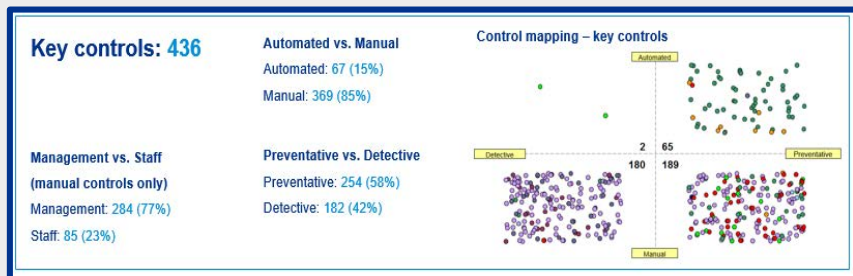 Key controls: 436
Automated vs. Manual
Automated: 67 (15%)
Manual: 369 (85%)
Management vs. Staff
(manual controls only)
Management: 284 (77%)
Staff: 85 (23%)
Preventative vs. Detective
Preventative: 254 (58%)
Detective: 182 (42%)
Control mapping – key controls
Automated
2 65
Detective Preventative
180 189
Manual